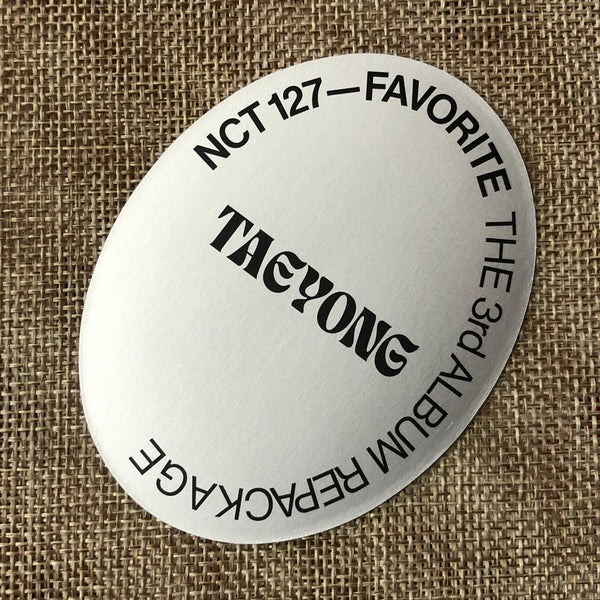 NCT 127—FAVORITE THE 3rd ALBUM REPACKAGE
TAEYONG